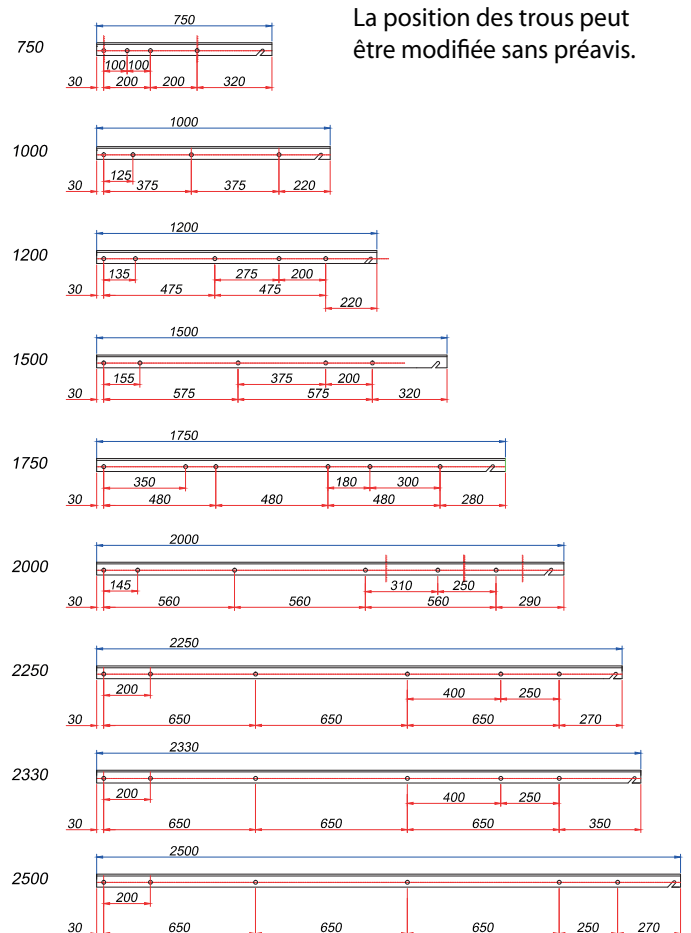 La position des trous peut
être modifiée sans préavis.
750
750
100 100
30 200 200 320
1000
1000
125
30 375 375 220
1200
1200
135 275 200
30 475 475
220
1500
1500
155 375 200
30 575 575 320
1750
1750
350 180 300
30 480 480 480 280
2000
2000
145 310 250
30 560 560 560 290
2250
2250
200 400 250
30 650 650 650 270
2330
2330
200 400 250
30 650 650 650 350
2500
2500
200
30 650 650 650 250 270